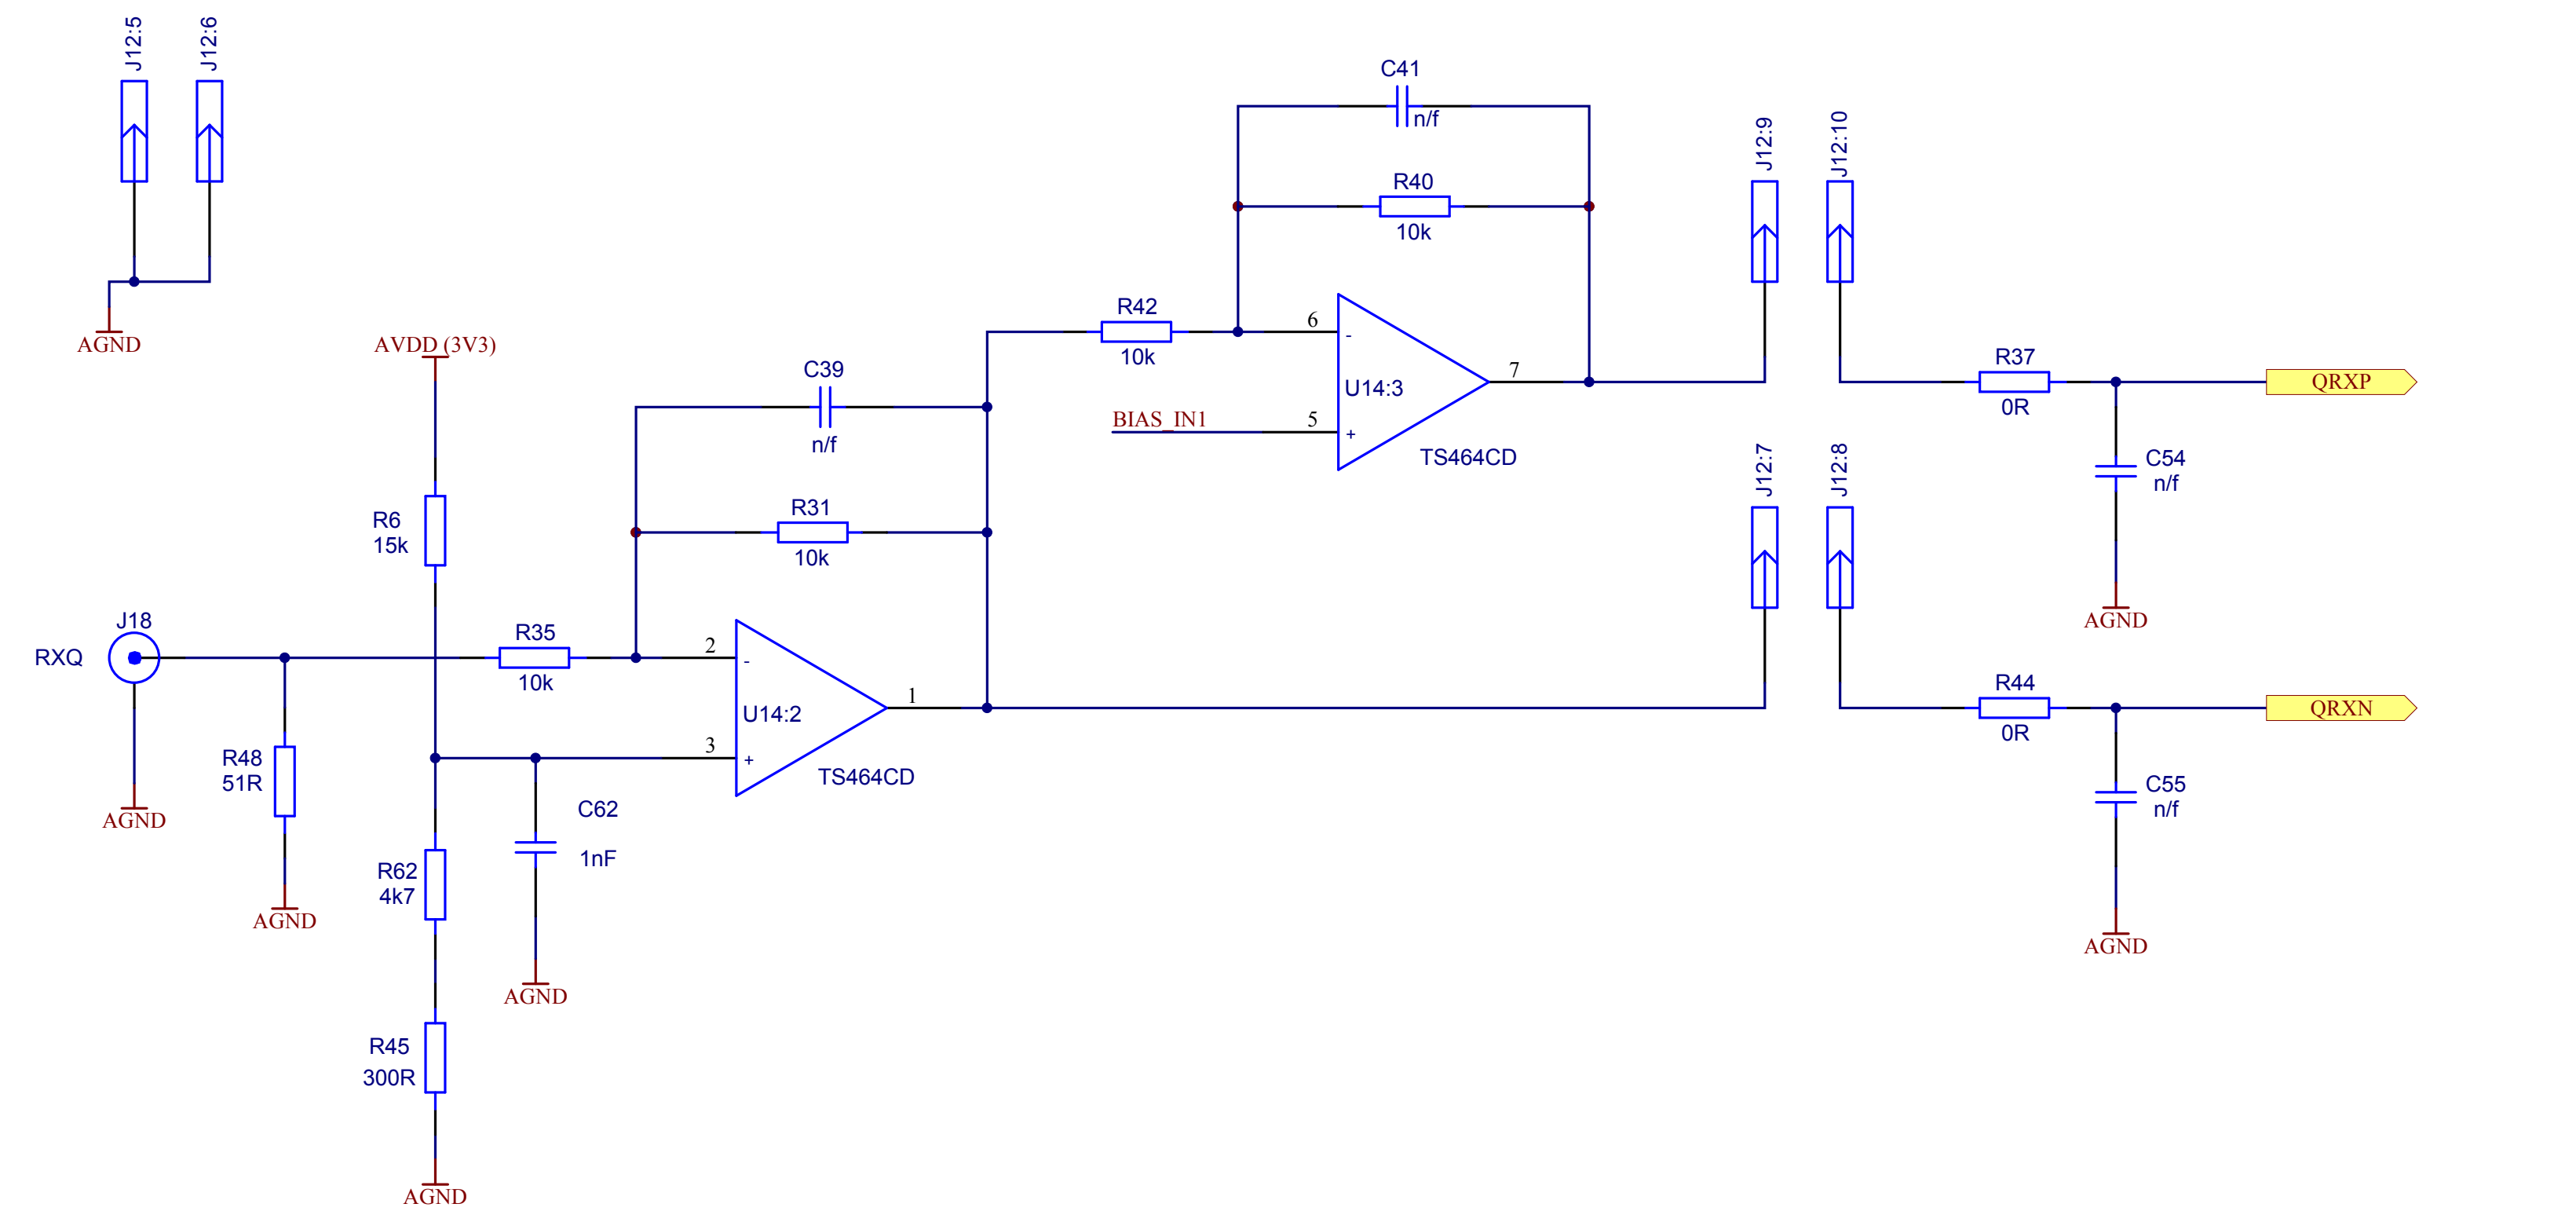 J12:5
J12:6
AGND
AVDD (3V3)
C41
n/f
R40
10k
J12:9
J12:10
R42
10k
6
-
U14:3
7
BIAS_IN1
5
+
TS464CD
R37
0R
QRXP
C54
n/f
AGND
C39
n/f
R31
10k
R6
15k
J12:7
J12:8
J18
RXQ
AGND
R35
10k
2
-
U14:2
1
3
+
TS464CD
R48
51R
AGND
C62
1nF
AGND
R62
4k7
R45
300R
AGND
R44
0R
QRXN
C55
n/f
AGND